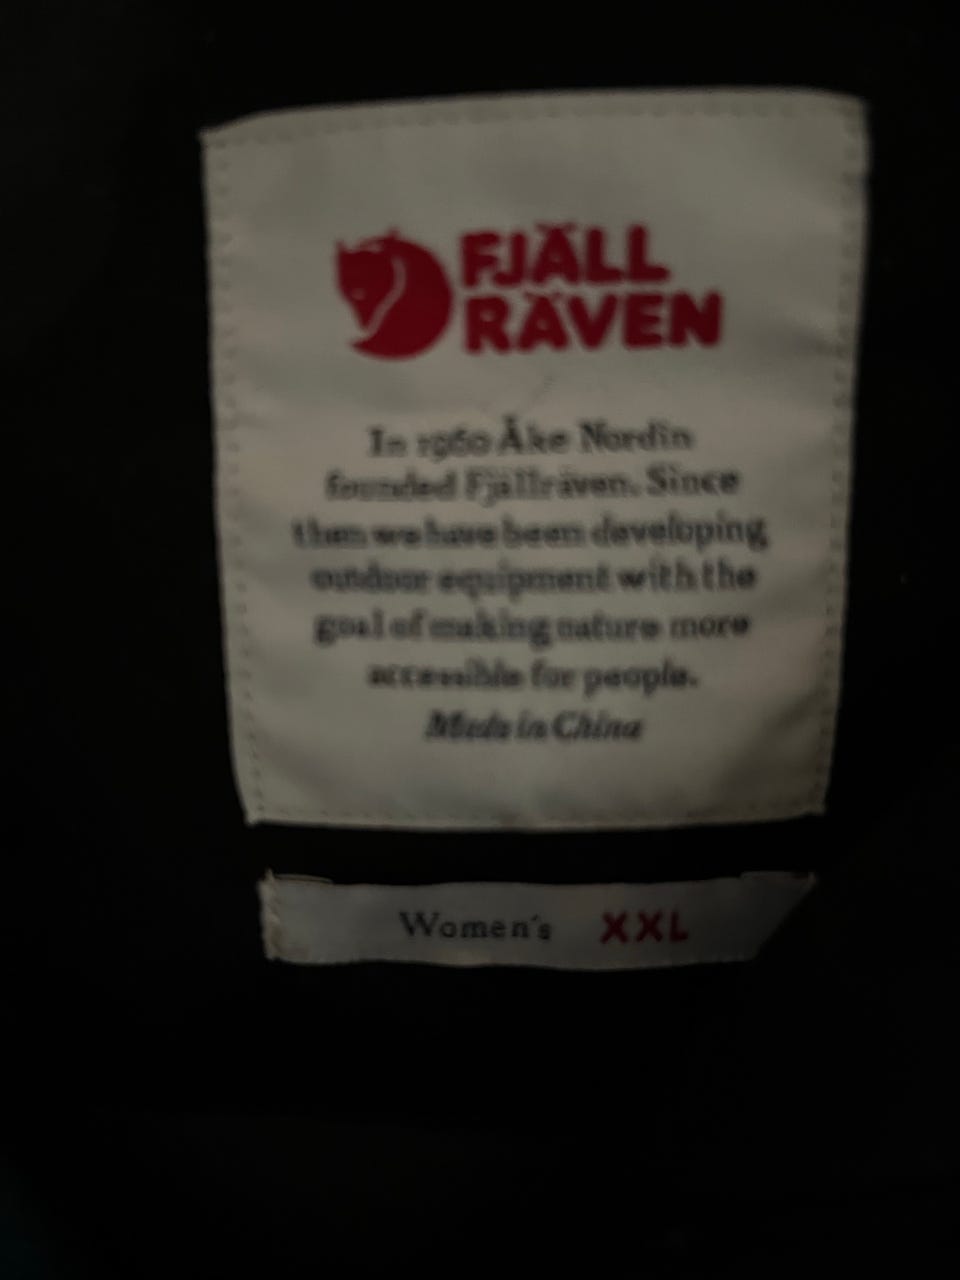 FJÄLL
RÄVEN
In 1960 Åke Nordin
founded Fjällräven. Since
then we have been developing
outdoor equipment with the
goal of making nature more
accessible for people.
Made in China
Women's XXL